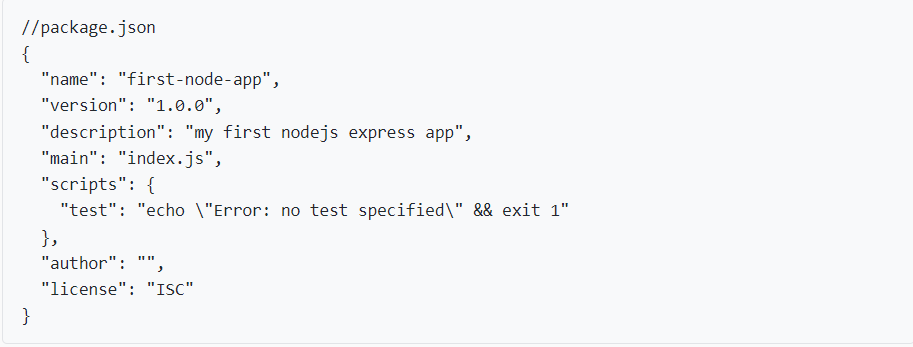 //package.json
{
  "name": "first-node-app",
  "version": "1.0.0",
  "description": "my first nodejs express app",
  "main": "index.js",
  "scripts": {
    "test": "echo \"Error: no test specified\" && exit 1"
  },
  "author": "",
  "license": "ISC"
}